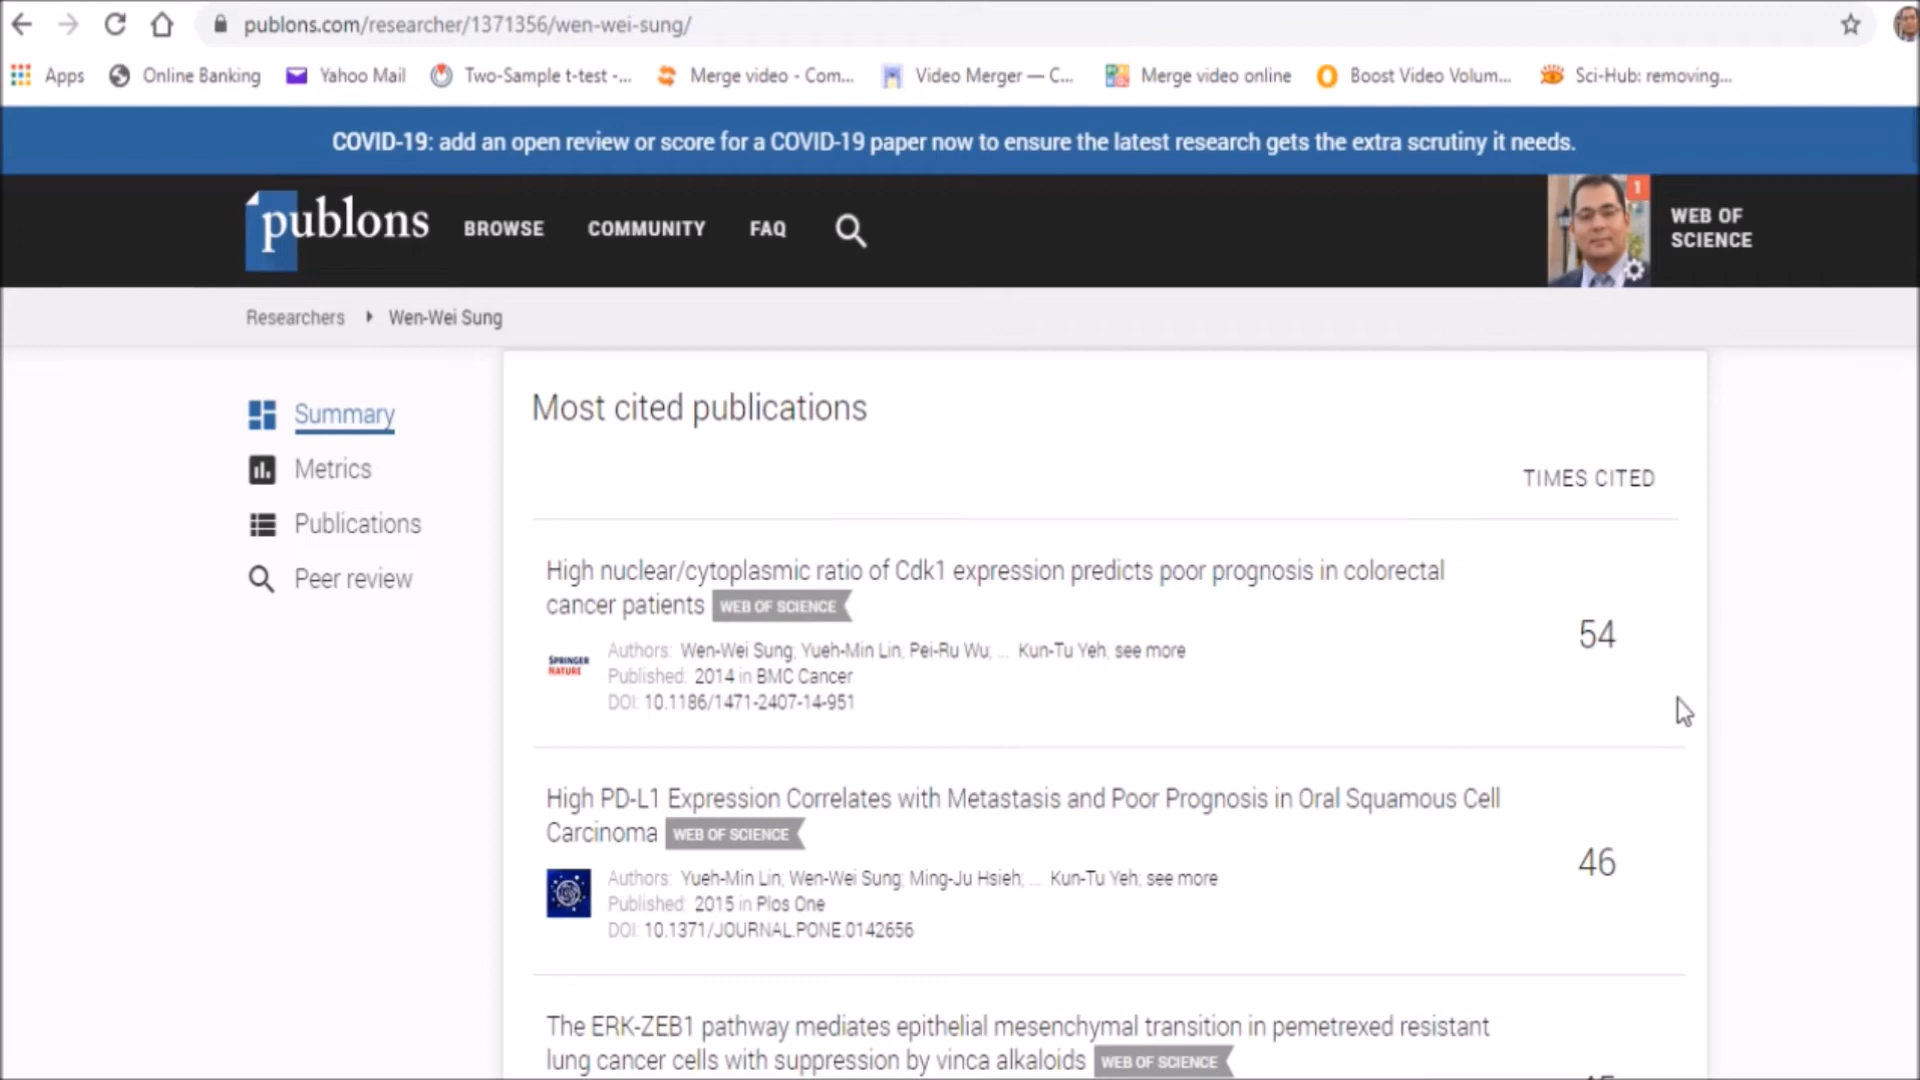 publons.com/researcher/1371356/wen-wei-sung/
Apps Online Banking Yahoo Mail Two-Sample t-test -... Merge video - Com... Video Merger — C... Merge video online Boost Video Volum... Sci-Hub: removing...
COVID-19: add an open review or score for a COVID-19 paper now to ensure the latest research gets the extra scrutiny it needs.
publons BROWSE COMMUNITY FAQ 1 WEB OF
SCIENCE
Researchers Wen-Wei Sung
Summary
Metrics
Publications
Peer review
Most cited publications
TIMES CITED
High nuclear/cytoplasmic ratio of Cdk1 expression predicts poor prognosis in colorectal
cancer patients WEB OF SCIENCE
54
SPRINGER
NATURE
Authors: Wen-Wei Sung; Yueh-Min Lin; Pei-Ru Wu; ... Kun-Tu Yeh; see more
Published: 2014 in BMC Cancer
DOI: 10.1186/1471-2407-14-951
High PD-L1 Expression Correlates with Metastasis and Poor Prognosis in Oral Squamous Cell
Carcinoma WEB OF SCIENCE
46
Authors: Yueh-Min Lin; Wen-Wei Sung; Ming-Ju Hsieh; ... Kun-Tu Yeh; see more
Published: 2015 in Plos One
DOI: 10.1371/JOURNAL.PONE.0142656
The ERK-ZEB1 pathway mediates epithelial mesenchymal transition in pemetrexed resistant
lung cancer cells with suppression by vinca alkaloids WEB OF SCIENCE